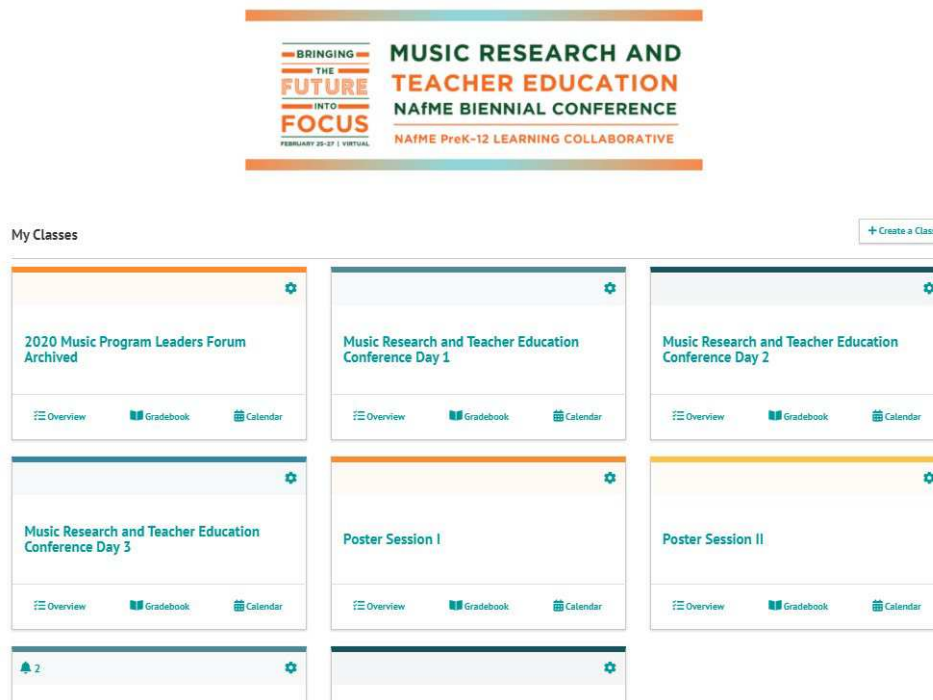 BRINGING
THE
FUTURE
INTO
FOCUS
FEBRUARY 25-27 | VIRTUAL
MUSIC RESEARCH AND
TEACHER EDUCATION
NAfME BIENNIAL CONFERENCE
NAfME PreK-12 LEARNING COLLABORATIVE
My Classes
+ Create a Clas
2020 Music Program Leaders Forum
Archived
Overview Gradebook Calendar
Music Research and Teacher Education
Conference Day 1
Overview Gradebook Calendar
Music Research and Teacher Education
Conference Day 2
Overview Gradebook Calendar
Music Research and Teacher Education
Conference Day 3
Overview Gradebook Calendar
Poster Session I
Overview Gradebook Calendar
Poster Session II
Overview Gradebook Calendar
2